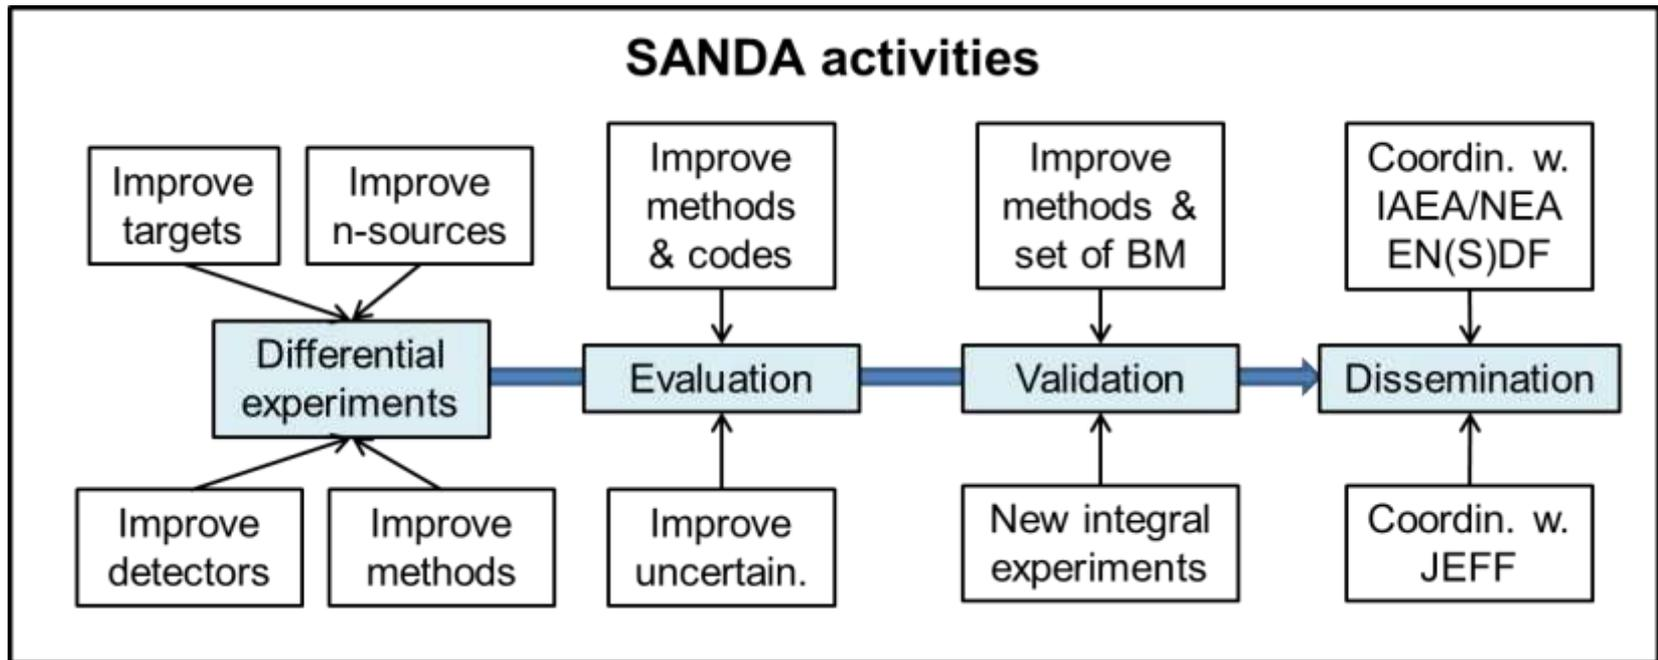 SANDA activities
Improve
targets
Improve
n-sources
Improve
methods
& codes
Improve
methods &
set of BM
Coordin. w.
IAEA/NEA
EN(S)DF
Differential
experiments
Evaluation
Validation
Dissemination
Improve
detectors
Improve
methods
Improve
uncertain.
New integral
experiments
Coordin. w.
JEFF